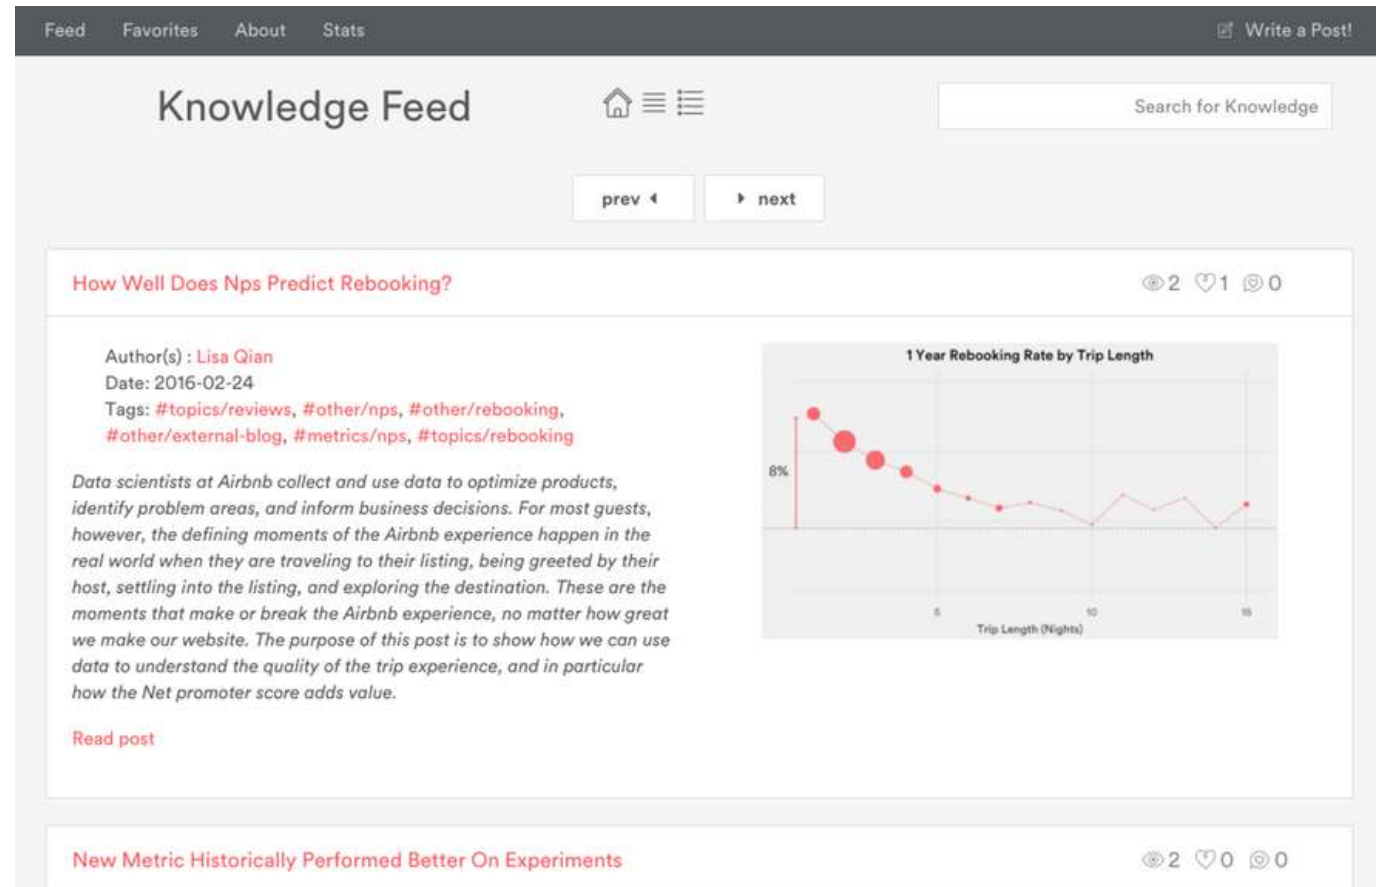 Feed Favorites About Stats Write a Post!
Knowledge Feed
Search for Knowledge
prev next
How Well Does Nps Predict Rebooking? 2 1 0
Author(s) : Lisa Qian
Date: 2016-02-24
Tags: #topics/reviews, #other/nps, #other/rebooking,
#other/external-blog, #metrics/nps, #topics/rebooking
Data scientists at Airbnb collect and use data to optimize products,
identify problem areas, and inform business decisions. For most guests,
however, the defining moments of the Airbnb experience happen in the
real world when they are traveling to their listing, being greeted by their
host, settling into the listing, and exploring the destination. These are the
moments that make or break the Airbnb experience, no matter how great
we make our website. The purpose of this post is to show how we can use
data to understand the quality of the trip experience, and in particular
how the Net promoter score adds value.
Read post
1 Year Rebooking Rate by Trip Length
8%
5 10 15
Trip Length (Nights)
New Metric Historically Performed Better On Experiments 2 0 0